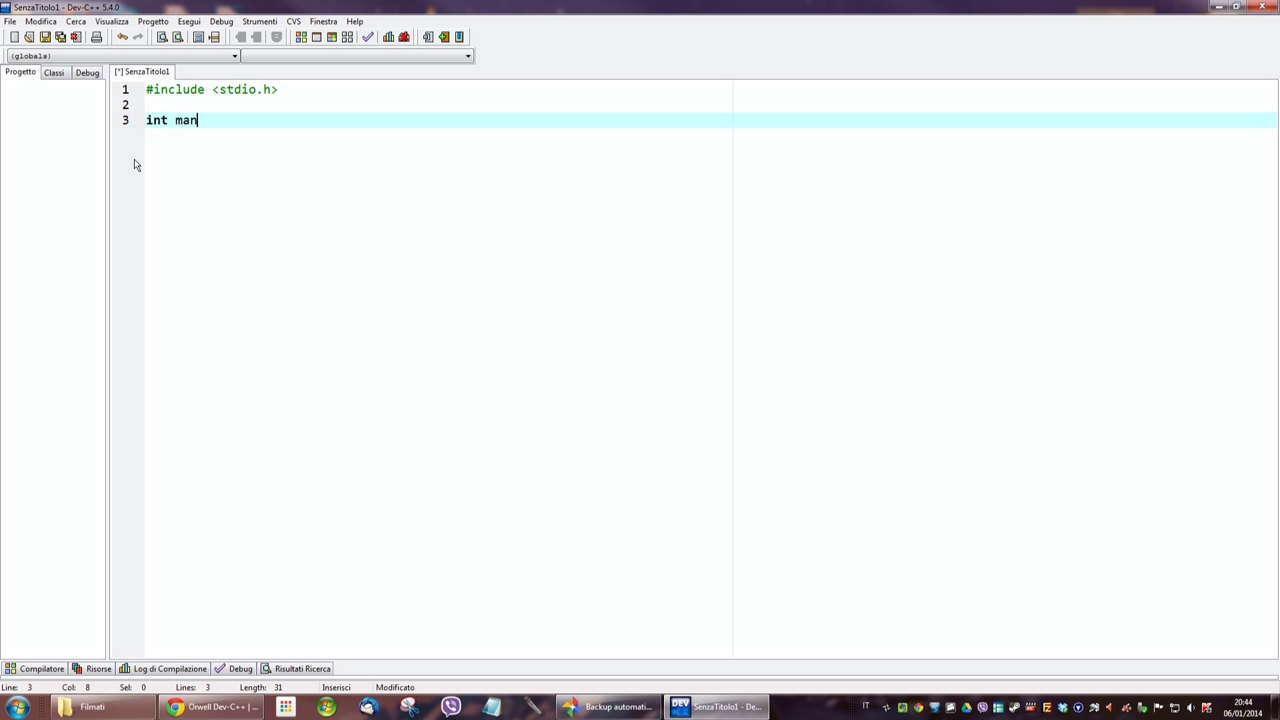 SenzaTitolo1 - Dev-C++ 5.4.0
File Modifica Cerca Visualizza Progetto Esegui Debug Strumenti CVS Finestra Help
(globals)
Progetto Classi Debug [*] SenzaTitolo1
1 #include <stdio.h>
2
3 int man
Compilatore Risorse Log di Compilazione Debug Risultati Ricerca
Line: 3 Col: 8 Sel: 0 Lines: 3 Length: 31 Inserisci Modificato
Filmati Orwell Dev-C++ | ... Backup automati... DEV SenzaTitolo1 - De... IT 20:44
06/01/2014